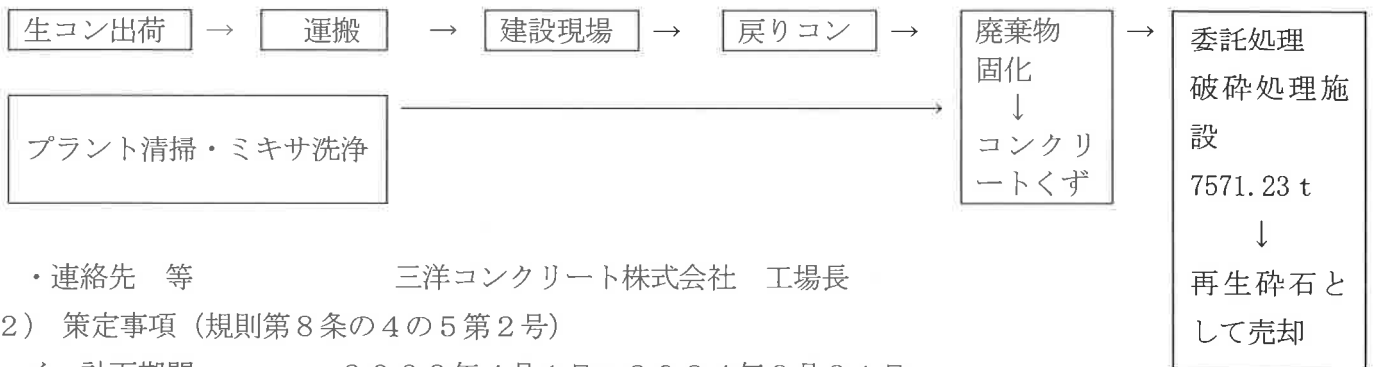 生コン出荷 → 運搬 → 建設現場 → 戻りコン → 廃棄物
固化
↓
コンクリ
ートくず
→
委託処理
破砕処理施
設
7571.23 t
↓
再生砕石と
して売却
プラント清掃・ミキサ洗浄
・連絡先 等 三洋コンクリート株式会社 工場長
2) 策定事項(規則第8条の4の5第2号)